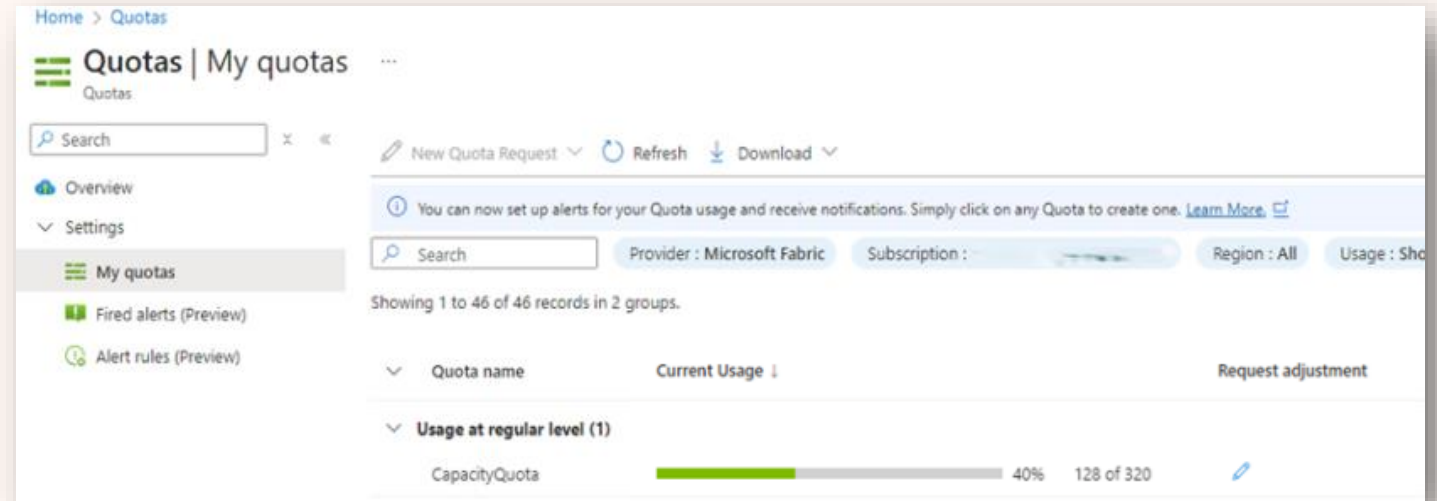 Home > Quotas
Quotas | My quotas ...
Quotas
Search
New Quota Request Refresh Download
Overview
You can now set up alerts for your Quota usage and receive notifications. Simply click on any Quota to create one. Learn More.
Settings
Search Provider : Microsoft Fabric Subscription : Region : All Usage : Sho
My quotas
Showing 1 to 46 of 46 records in 2 groups.
Fired alerts (Preview)
Alert rules (Preview)
Quota name Current Usage ↓ Request adjustment
Usage at regular level (1)
CapacityQuota 40% 128 of 320